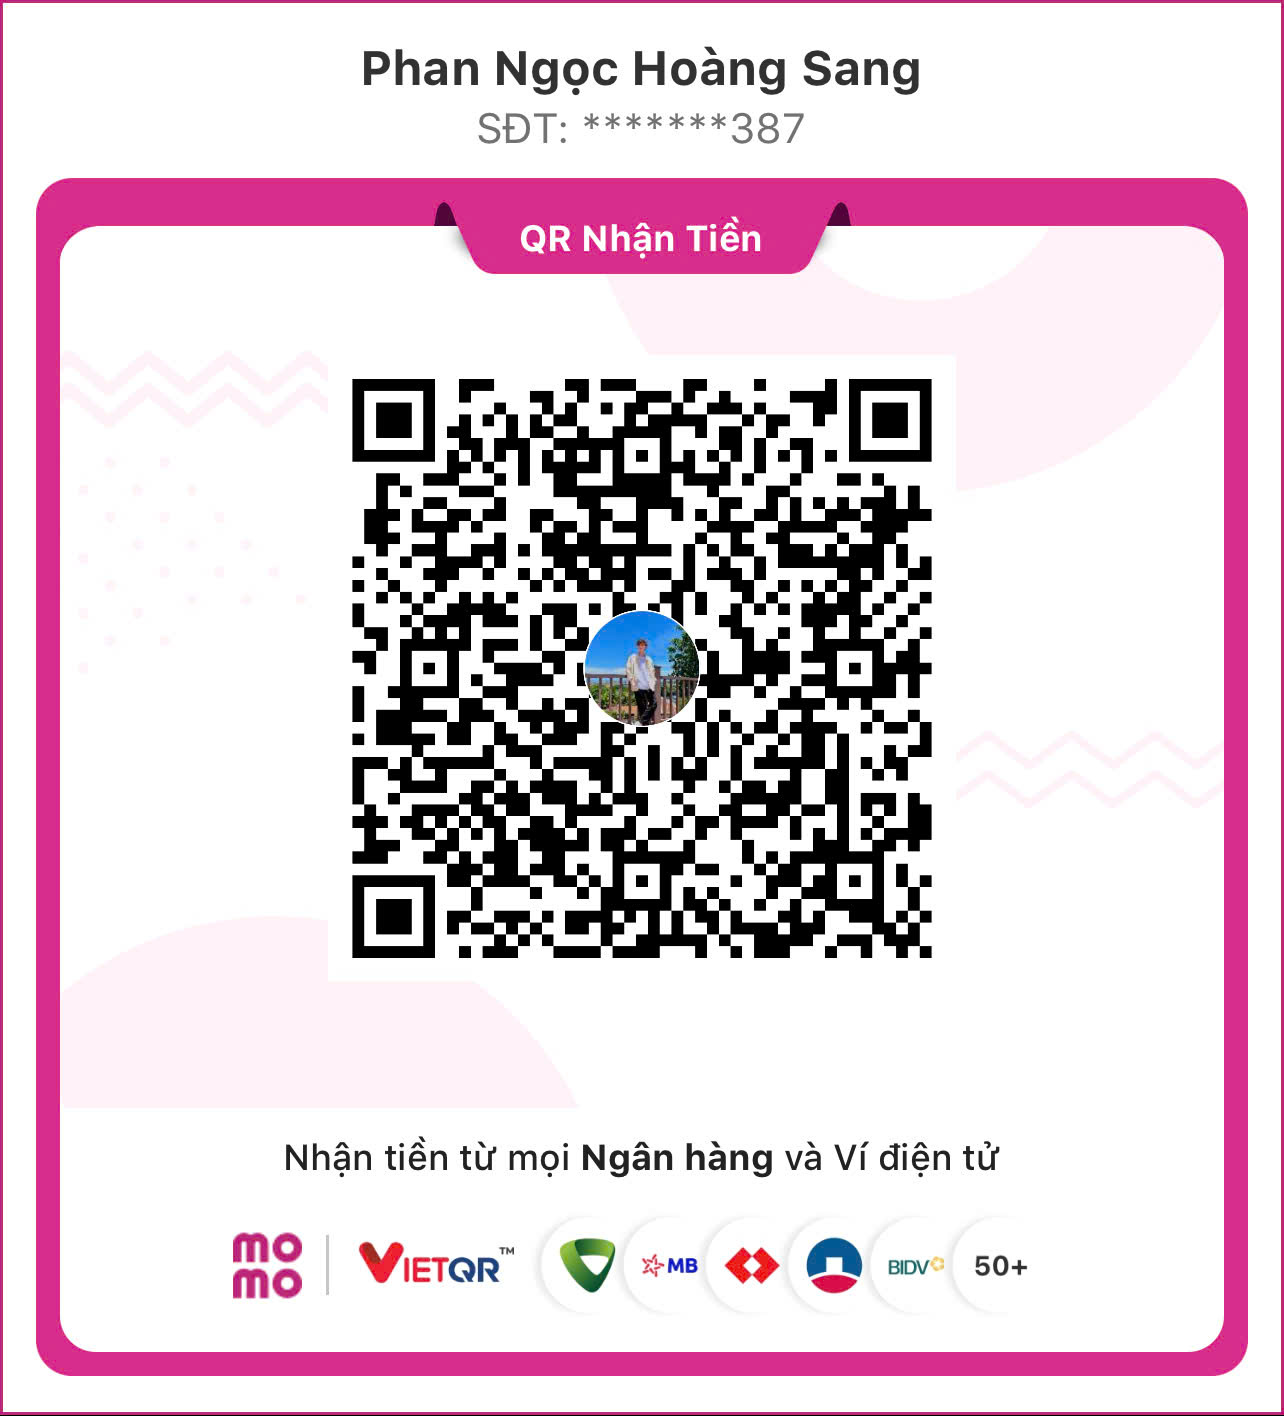 Phan Ngọc Hoàng Sang
SĐT: *******387
QR Nhận Tiền
Nhận tiền từ mọi Ngân hàng và Ví điện tử
mo
mo
VIETQR™
MB
BIDV
50+